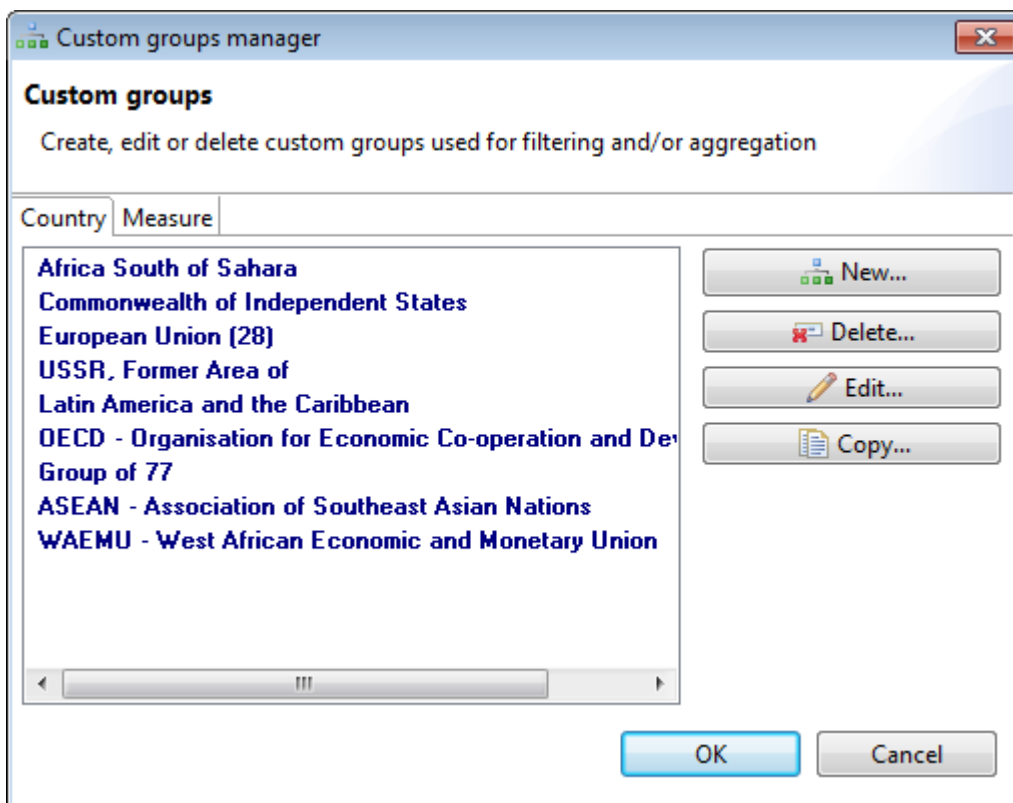 Custom groups manager
Custom groups
Create, edit or delete custom groups used for filtering and/or aggregation
Country Measure
Africa South of Sahara
Commonwealth of Independent States
European Union (28)
USSR, Former Area of
Latin America and the Caribbean
OECD - Organisation for Economic Co-operation and
Group of 77
ASEAN - Association of Southeast Asian Nations
WAEMU - West African Economic and Monetary Union
New...
Delete...
Edit...
Copy...
OK Cancel